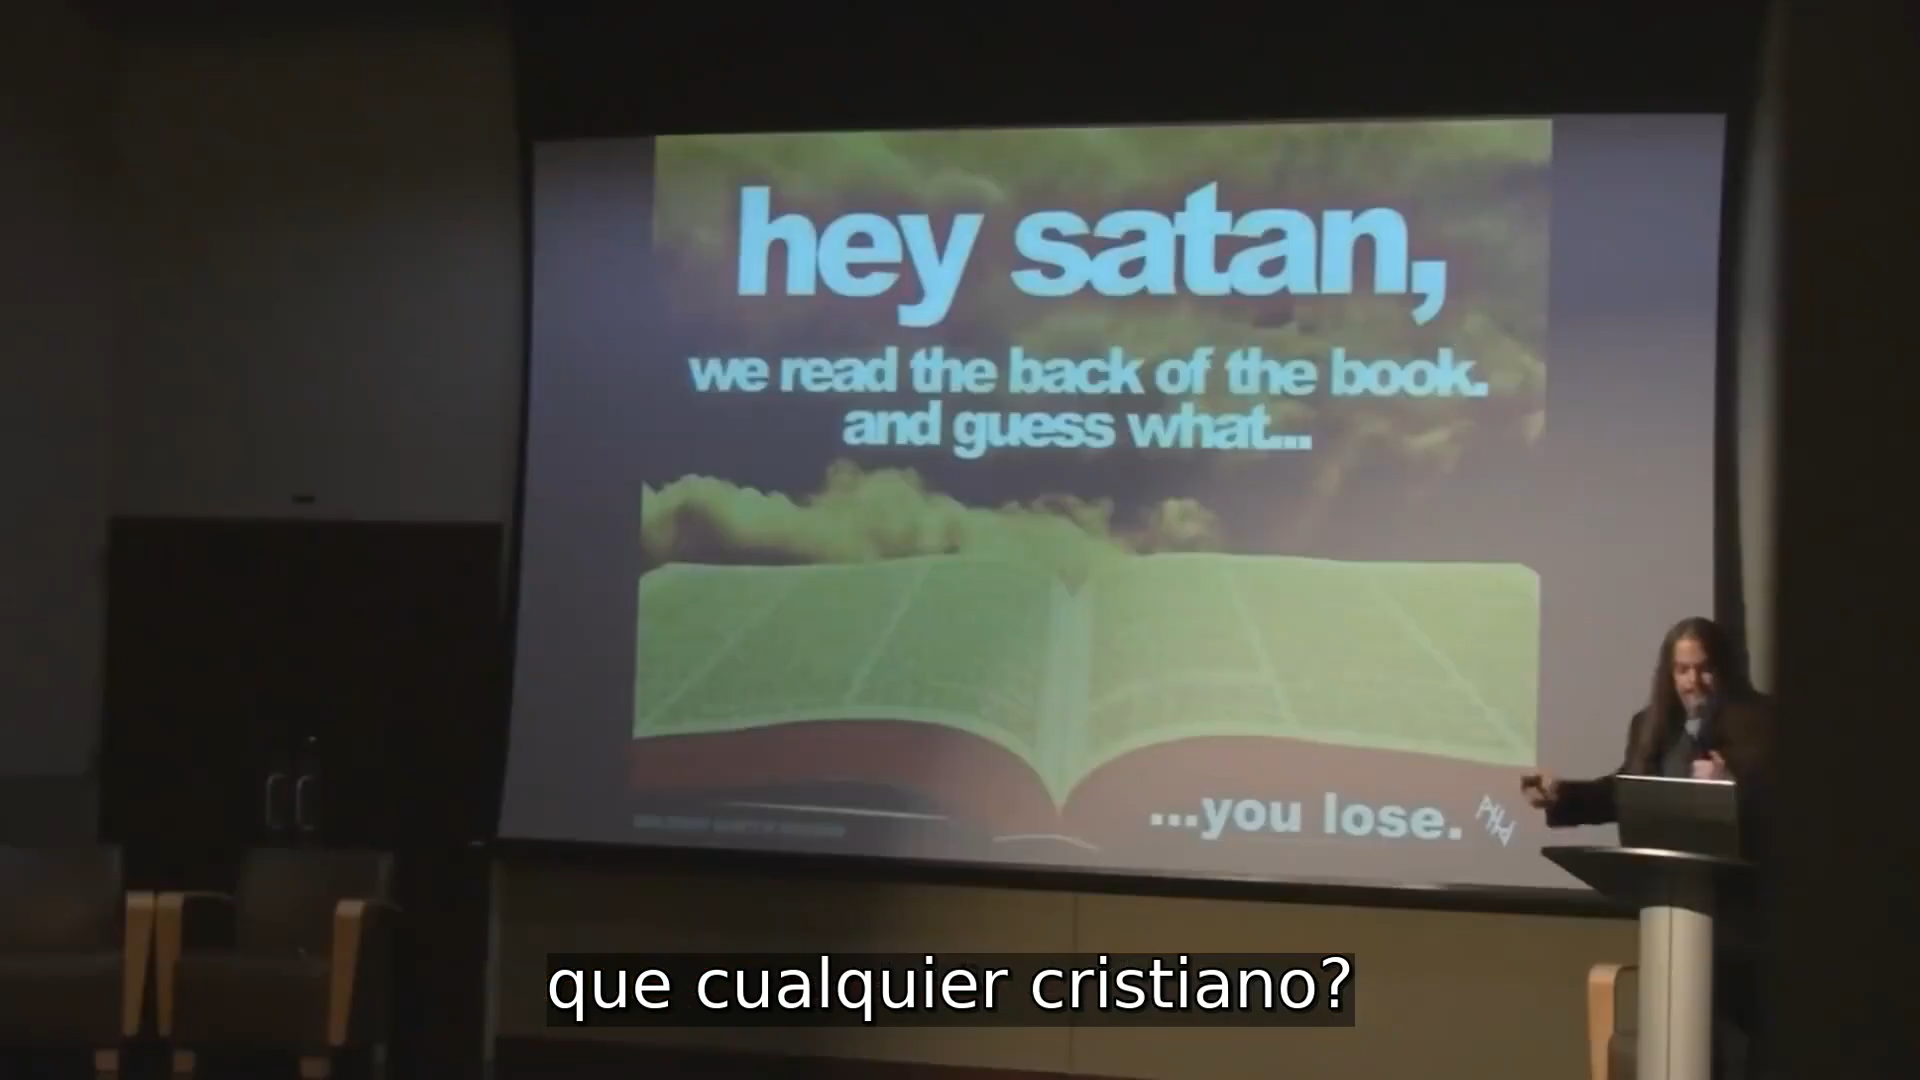 hey satan,
we read the back of the book.
and guess what...
...you lose.
que cualquier cristiano?